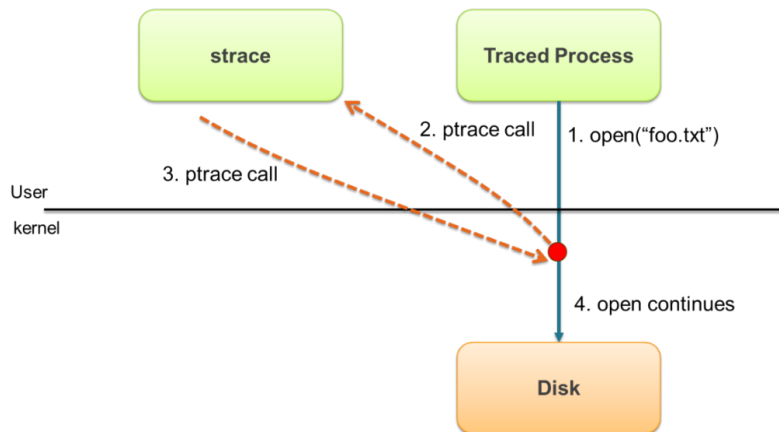 strace
Traced Process
2. ptrace call
1. open(“foo.txt”)
3. ptrace call
User
kernel
4. open continues
Disk